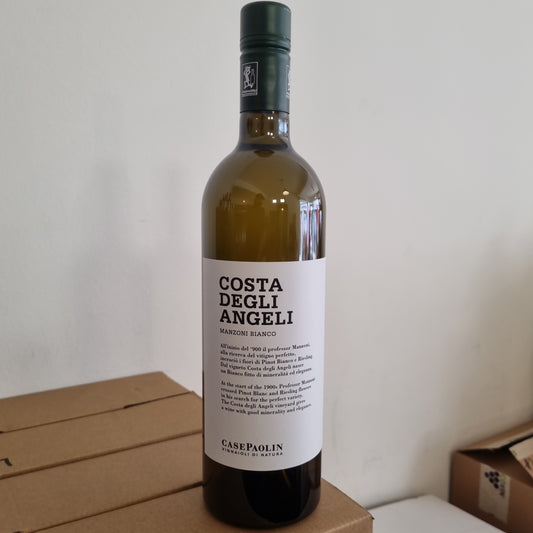 COSTA
DEGLI
ANGELI
MANZONI BIANCO
All'inizio del '900 il professor Manzoni,
alla ricerca del vitigno perfetto,
incrociò i fiori di Pinot Bianco e Riesling.
Dal vigneto Costa degli Angeli nasce
un Bianco fitto di mineralità ed eleganza.
At the start of the 1900s Professor Manzoni
crossed Pinot Blanc and Riesling flowers
in his search for the perfect variety.
The Costa degli Angeli vineyard gives
a wine with good minerality and elegance.
CASEPAOLIN
VIGNAIOLI DI NATURA